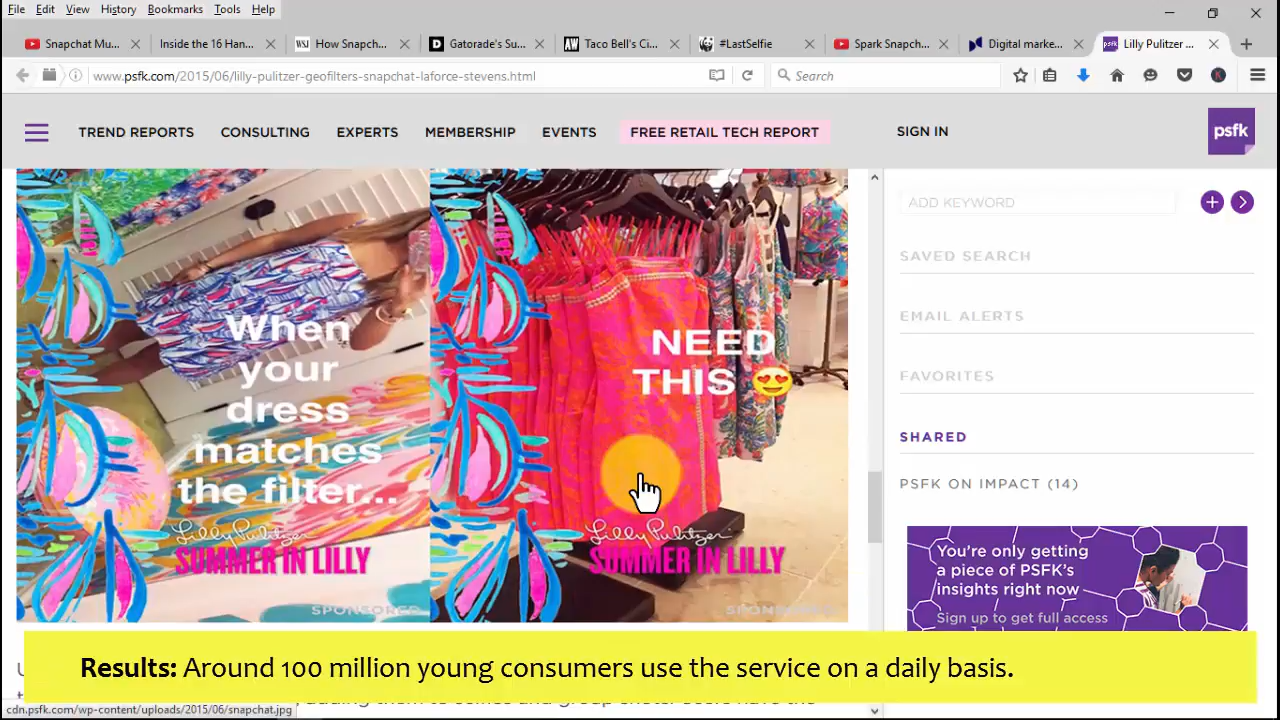 File Edit View History Bookmarks Tools Help
Snapchat Mu... Inside the 16 Han... WSJ How Snapch... D Gatorade's Su... AW Taco Bell's Ci... #LastSelfie Spark Snapch... Digital marke... psfk Lilly Pulitzer ...
www.psfk.com/2015/06/lilly-pulitzer-geofilters-snapchat-laforce-stevens.html
Search
TREND REPORTS CONSULTING EXPERTS MEMBERSHIP EVENTS FREE RETAIL TECH REPORT SIGN IN psfk
When
your
dress
matches
the filter...
Lilly Pulitzer
SUMMER IN LILLY
SPONSORED
NEED
THIS 😍
Lilly Pulitzer
SUMMER IN LILLY
SPONSORED
ADD KEYWORD
SAVED SEARCH
EMAIL ALERTS
FAVORITES
SHARED
PSFK ON IMPACT (14)
You're only getting
a piece of PSFK's
insights right now
Sign up to get full access
Results: Around 100 million young consumers use the service on a daily basis.
cdn.psfk.com/wp-content/uploads/2015/06/snapchat.jpg